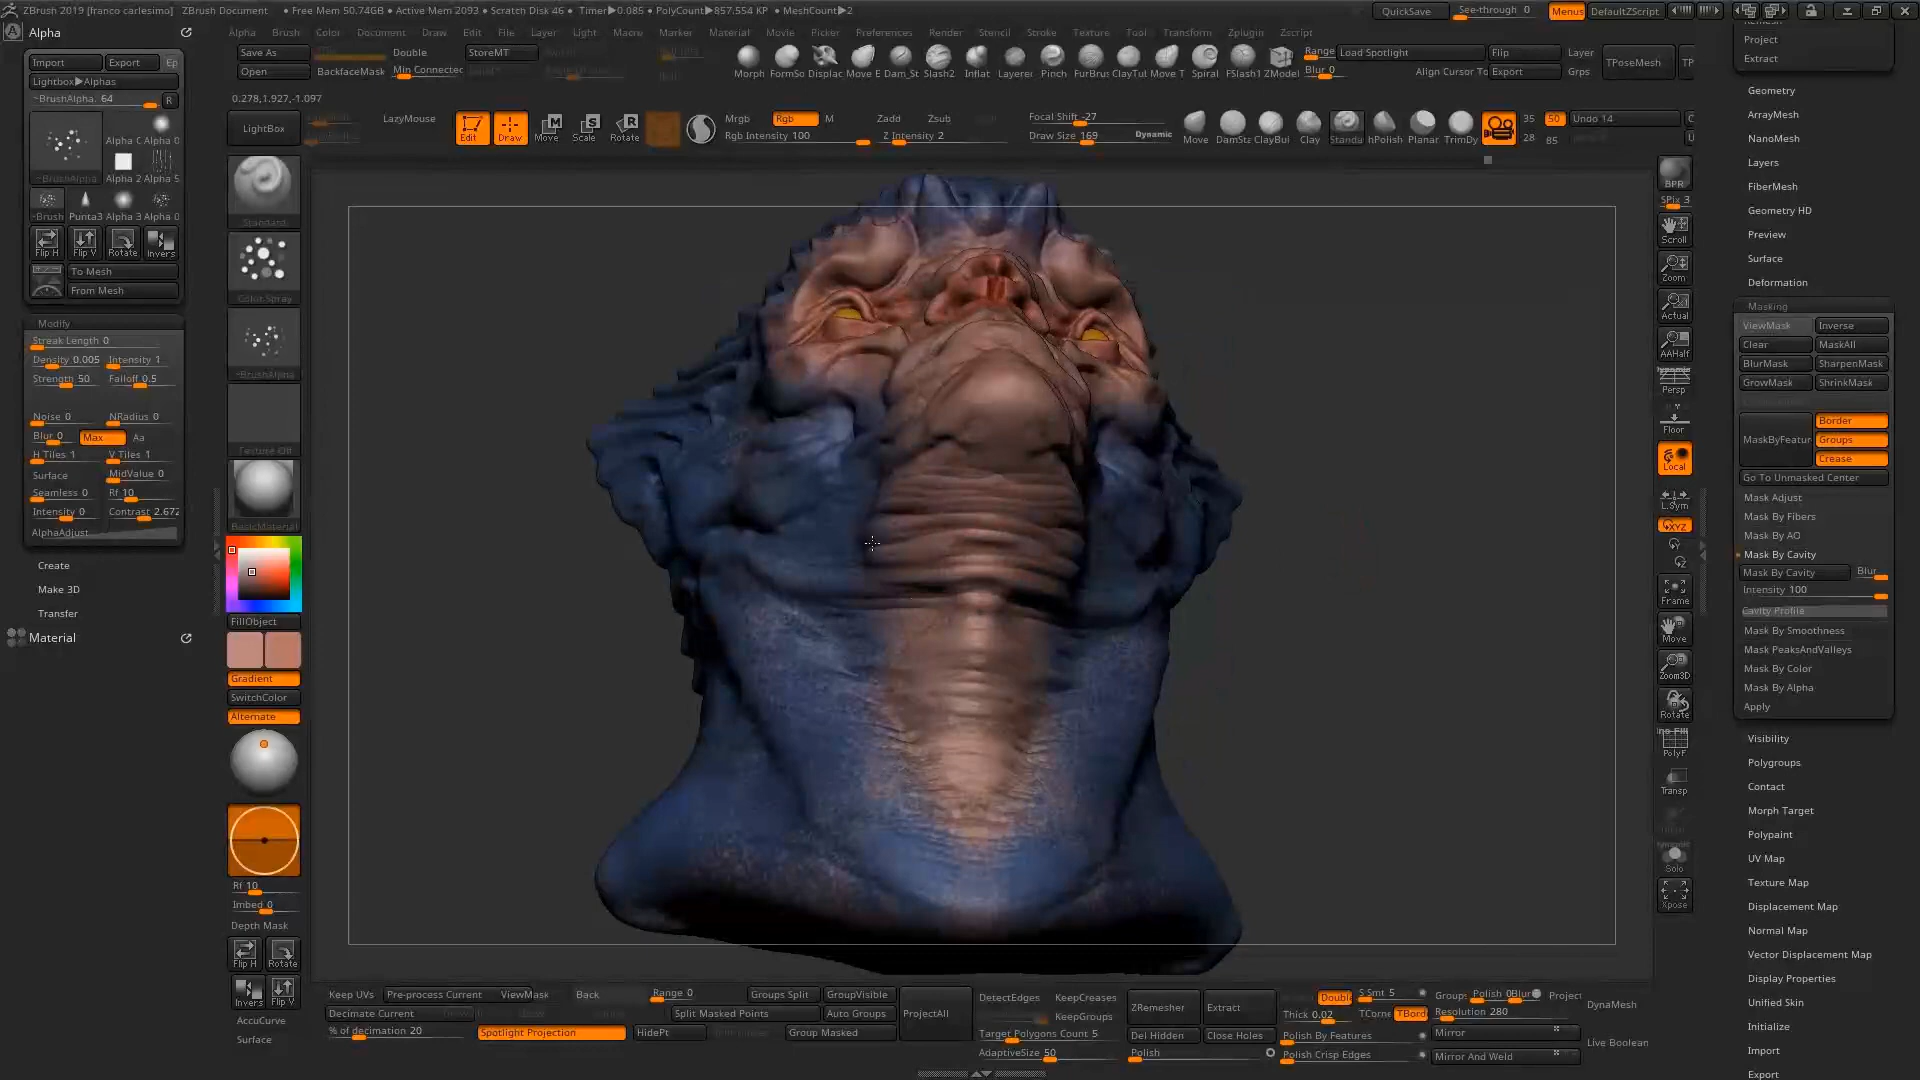 ZBrush 2019 [franco carlesimo]   ZBrush Document   • Free Mem 50.74GB • Active Mem 2093 • Scratch Disk 46 •  Timer▶0.085 • PolyCount▶857.554 KP  • MeshCount▶2
QuickSave See-through 0 Menus DefaultZScript
Alpha
Alpha Brush Color Document Draw Edit File Layer Light Macro Marker Material Movie Picker Preferences Render Stencil Stroke Texture Tool Transform Zplugin Zscript
Import Export Ep
Lightbox▶Alphas
~BrushAlpha. 64 R
Alpha 0 Alpha 0
~BrushAlpha Alpha 2 Alpha 5
~Brush Punta3 Alpha 3 Alpha 0
Flip H Flip V Rotate Invers
To Mesh
From Mesh
Modify
Streak Length 0
Density 0.005 Intensity 1
Strength 50 Falloff 0.5
Noise 0 NRadius 0
Blur 0 Max Aa
H Tiles 1 V Tiles 1
Surface MidValue 0
Seamless 0 Rf 10
Intensity 0 Contrast 2.672
AlphaAdjust
Create
Make 3D
Transfer
Material
Save As Double StoreMT
Open BackfaceMask Min Connected
Morph FormSo Displac Move E Dam_St Slash2 Inflat Layered Pinch FurBrus ClayTul Move T Spiral FSlash1 ZModel
Range Load Spotlight Flip Layer
Blur 0 Align Cursor To Export Grps
TPoseMesh TP
0.278,1.927,-1.097
LightBox LazyMouse
Edit Draw Move Scale Rotate
Mrgb Rgb M Zadd Zsub
Rgb Intensity 100 Z Intensity 2
Focal Shift -27
Draw Size 169 Dynamic
Move DamSta ClayBui Clay Standa hPolish Planar TrimDy
35 50 Undo 14
28 85
Standard
Color Spray
~BrushAlpha
Texture Off
BasicMaterial
FillObject
Gradient
SwitchColor
Alternate
Rf 10
Imbed 0
Depth Mask
Flip H Rotate
Invers Flip V
AccuCurve
Surface
BPR
SPix 3
Scroll
Zoom
Actual
AAHalf
Dynamic
Persp
Floor
Local
L.Sym
XYZ
Frame
Move
Zoom3D
Rotate
Line Fill
PolyF
Transp
Dynamic
Solo
Xpose
Project
Extract
Geometry
ArrayMesh
NanoMesh
Layers
FiberMesh
Geometry HD
Preview
Surface
Deformation
Masking
ViewMask Inverse
Clear MaskAll
BlurMask SharpenMask
GrowMask ShrinkMask
MaskByFeatur Border
Groups
Crease
Go To Unmasked Center
Mask Adjust
Mask By Fibers
Mask By AO
Mask By Cavity
Mask By Cavity Blur
Intensity 100
Cavity Profile
Mask By Smoothness
Mask PeaksAndValleys
Mask By Color
Mask By Alpha
Apply
Visibility
Polygroups
Contact
Morph Target
Polypaint
UV Map
Texture Map
Displacement Map
Normal Map
Vector Displacement Map
Display Properties
Unified Skin
Initialize
Import
Export
Keep UVs Pre-process Current ViewMask Back Range 0 Groups Split GroupVisible
Decimate Current Split Masked Points Auto Groups ProjectAll
% of decimation 20 Spotlight Projection HidePt Group Masked
DetectEdges KeepCreases
KeepGroups
Target Polygons Count 5
AdaptiveSize 50
ZRemesher Extract
Del Hidden Close Holes
Polish
Double S Smt 5
Thick 0.02 TCorne TBord
Polish By Features
Polish Crisp Edges
Groups Polish 0 Blur Project
Resolution 280
Mirror
Mirror And Weld
DynaMesh
Live Boolean